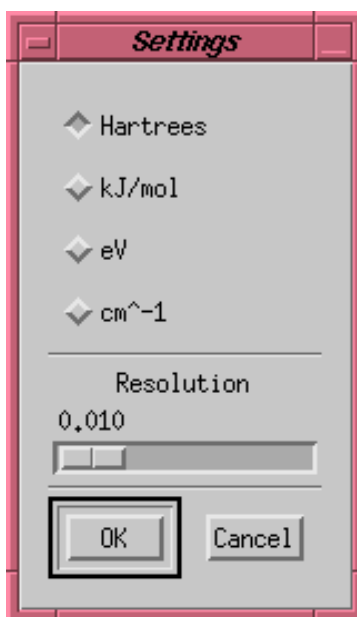 Settings
Hartrees
kJ/mol
eV
cm^-1
Resolution
0.010
OK
Cancel